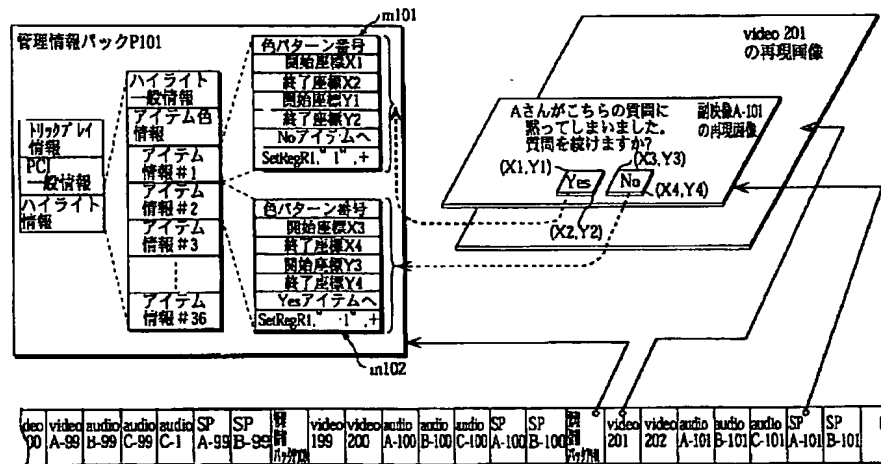 管理情報パックP101
m101
トリックプレイ
情報
PCI
一般情報
ハイライト
情報
ハイライト
一般情報
アイテム色
情報
アイテム
情報#1
アイテム
情報#2
アイテム
情報#3
アイテム
情報#36
色パターン番号
開始座標X1
終了座標X2
開始座標Y1
終了座標Y2
Noアイテムへ
SetRegR1,"1",+
色パターン番号
開始座標X3
終了座標X4
開始座標Y3
終了座標Y4
Yesアイテムへ
SetRegR1,"-1",+
m102
video 201
の再現画像
Aさんがこちらの質問に
黙ってしまいました。
質問を続けますか?
副映像A-101
の再現画像
(X1,Y1)
(X3,Y3)
Yes
No
(X4,Y4)
(X2,Y2)
video A-99
audio B-99
audio C-99
audio C-1
SP A-99
SP B-99
video 199
video 200
audio A-100
audio B-100
audio C-100
SP A-100
SP B-100
video 201
video 202
audio A-101
audio B-101
audio C-101
SP A-101
SP B-101